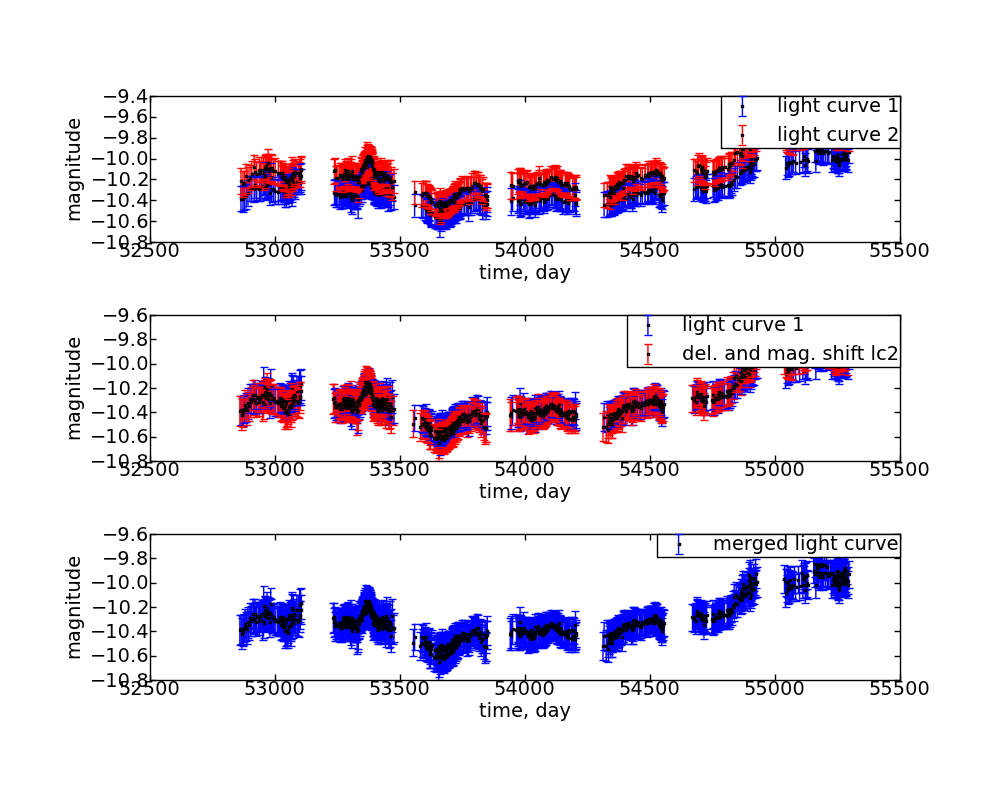 −9.4
−9.6
−9.8
−10.0
−10.2
−10.4
−10.6
−10.8
magnitude
light curve 1
light curve 2
52500 53000 53500 54000 54500 55000 55500
time, day
−9.6
−9.8
−10.0
−10.2
−10.4
−10.6
−10.8
magnitude
light curve 1
del. and mag. shift lc2
52500 53000 53500 54000 54500 55000 55500
time, day
−9.6
−9.8
−10.0
−10.2
−10.4
−10.6
−10.8
magnitude
merged light curve
52500 53000 53500 54000 54500 55000 55500
time, day